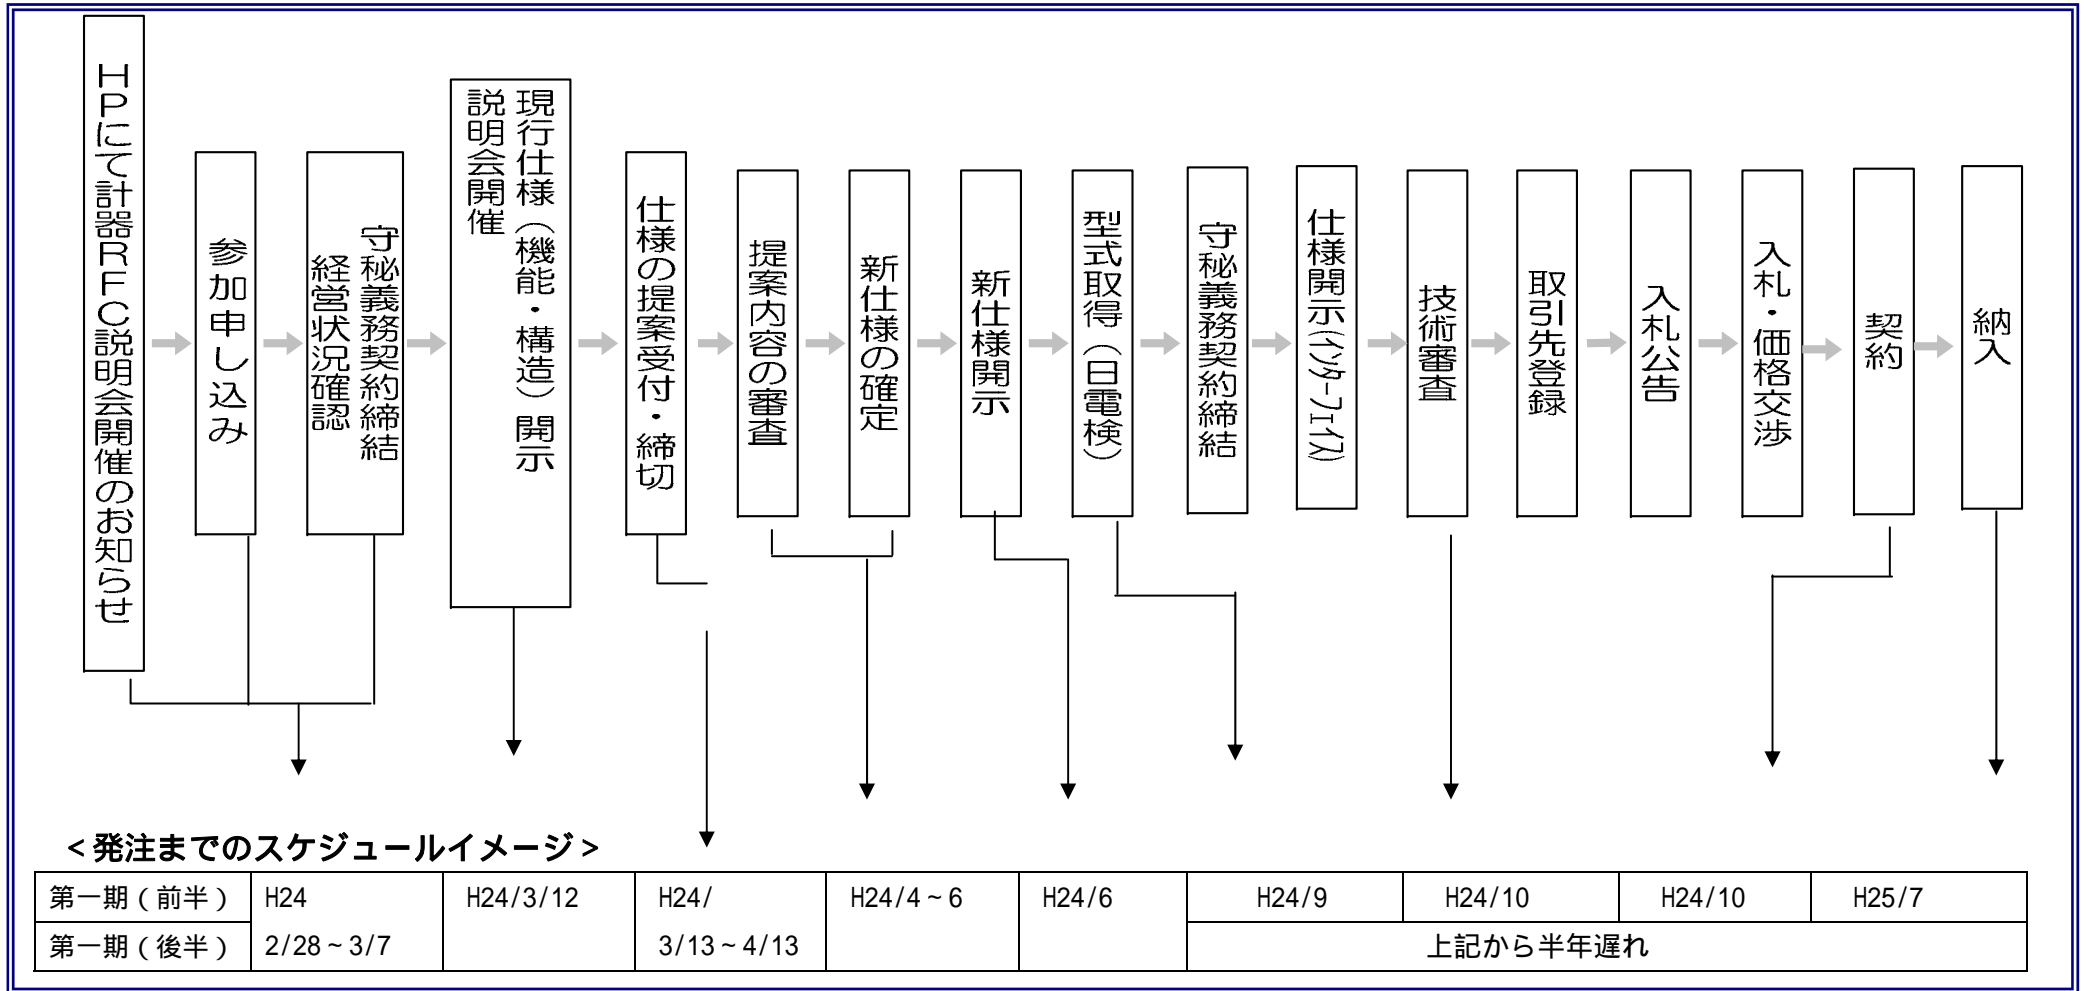 HPにて計器RFC説明会開催のお知らせ
参加申し込み
守秘義務契約締結
経営状況確認
現行仕様（機能・構造）開示
説明会開催
仕様の提案受付・締切
提案内容の審査
新仕様の確定
新仕様開示
型式取得（日電検）
守秘義務契約締結
仕様開示(ｲﾝﾀｰﾌｪｲｽ)
技術審査
取引先登録
入札公告
入札・価格交渉
契約
納入
<発注までのスケジュールイメージ>
第一期（前半） H24 H24/3/12 H24/ H24/4～6 H24/6 H24/9 H24/10 H24/10 H25/7
第一期（後半） 2/28～3/7 3/13～4/13 上記から半年遅れ